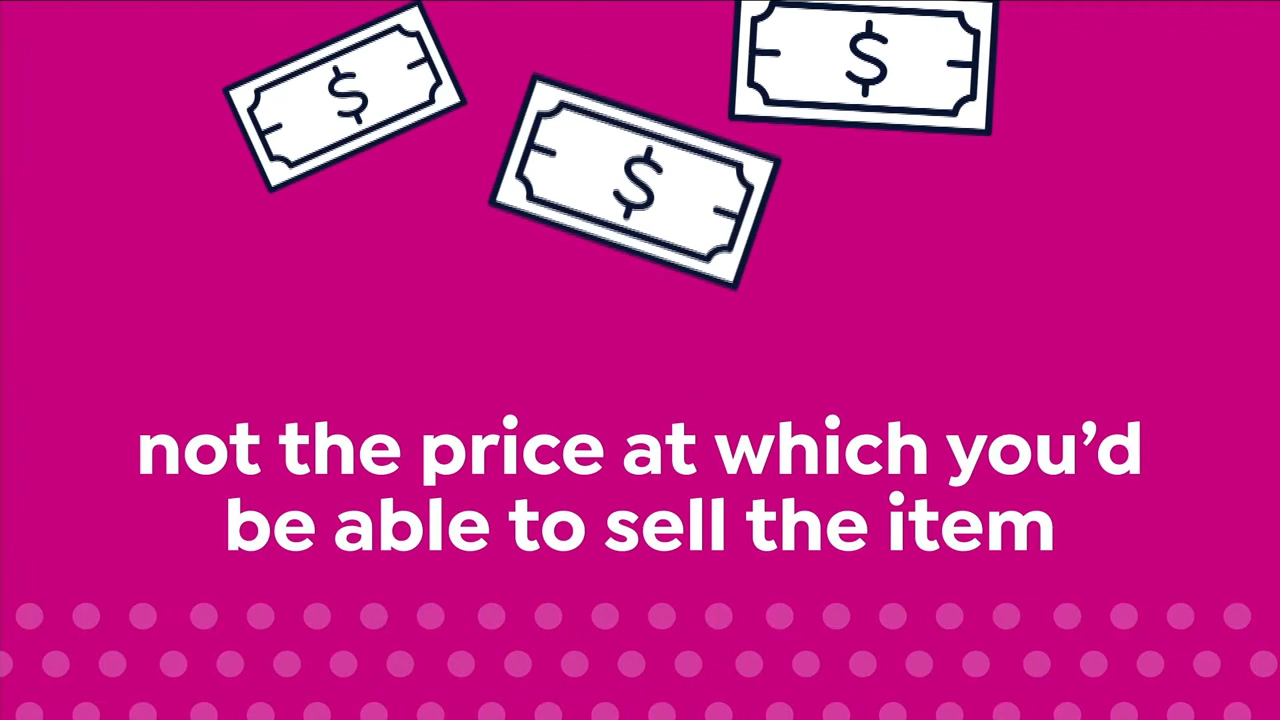 $
$
$
not the price at which you’d
be able to sell the item